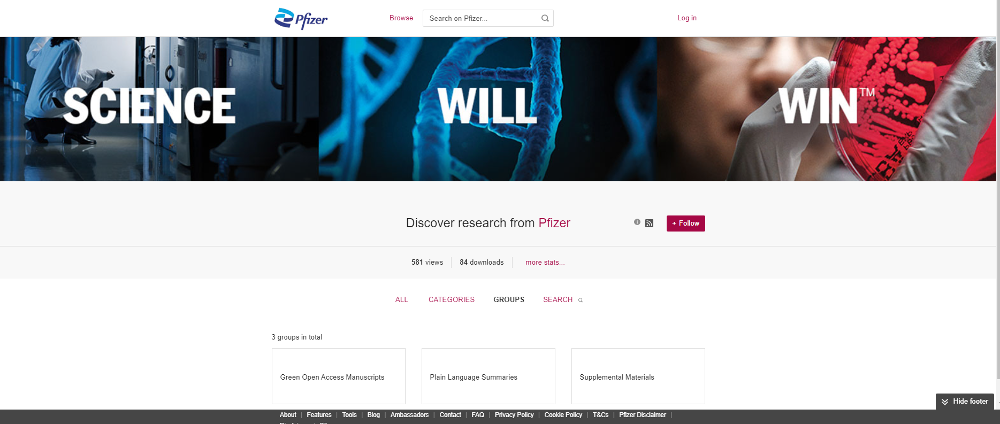 Pfizer
Browse
Search on Pfizer...
Log in
SCIENCE
WILL
WIN™
Discover research from Pfizer
+ Follow
581 views
84 downloads
more stats...
ALL
CATEGORIES
GROUPS
SEARCH
3 groups in total
Green Open Access Manuscripts
Plain Language Summaries
Supplemental Materials
Hide footer
About | Features | Tools | Blog | Ambassadors | Contact | FAQ | Privacy Policy | Cookie Policy | T&Cs | Pfizer Disclaimer |